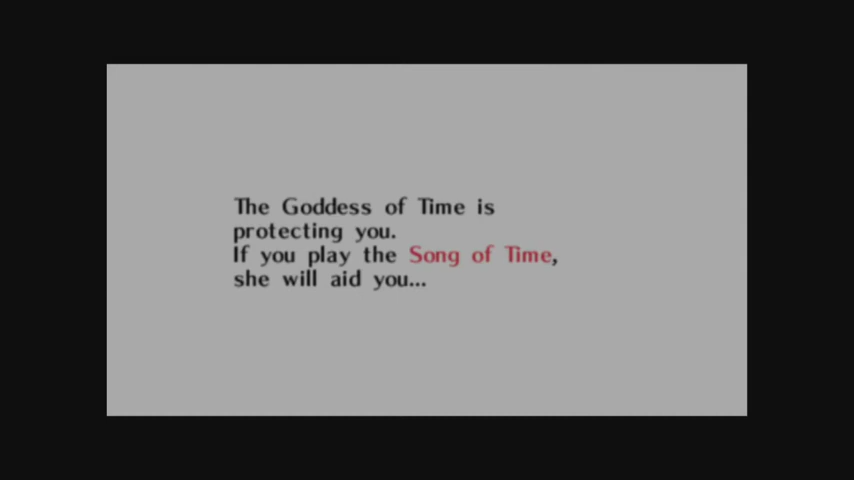 The Goddess of Time is
protecting you.
If you play the Song of Time,
she will aid you...